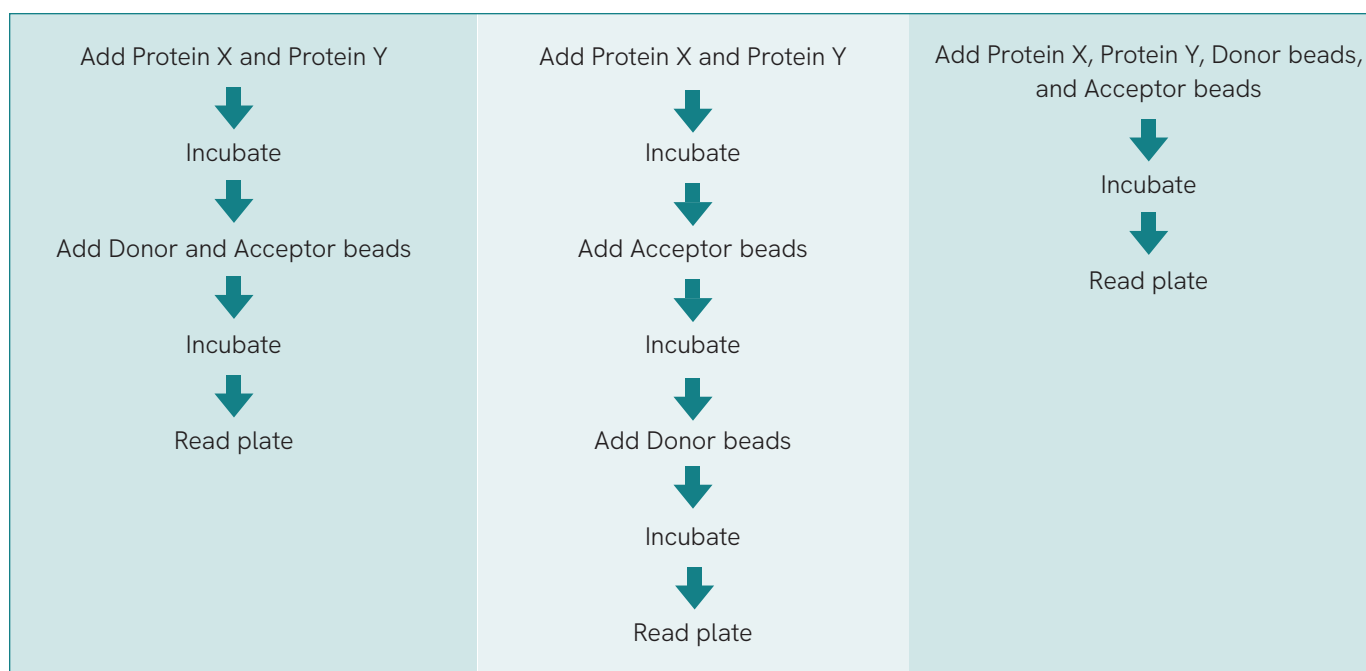 Add Protein X and Protein Y
Incubate
Add Donor and Acceptor beads
Incubate
Read plate
Add Protein X and Protein Y
Incubate
Add Acceptor beads
Incubate
Add Donor beads
Incubate
Read plate
Add Protein X, Protein Y, Donor beads,
and Acceptor beads
Incubate
Read plate